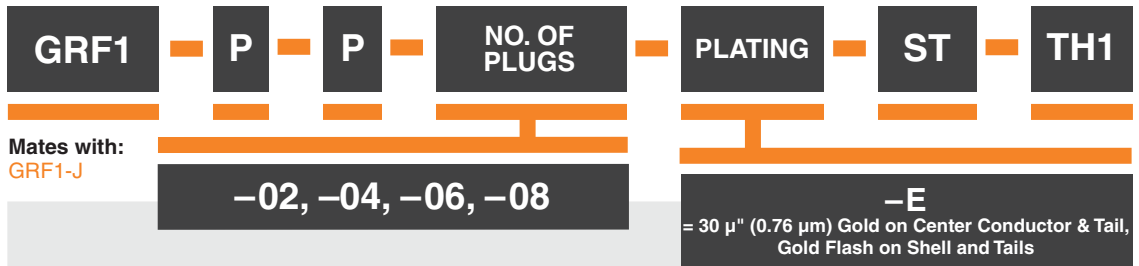 GRF1
P
P
NO. OF
PLUGS
PLATING
ST
TH1
Mates with:
GRF1-J
–02, –04, –06, –08
–E
= 30 µ" (0.76 µm) Gold on Center Conductor & Tail,
Gold Flash on Shell and Tails